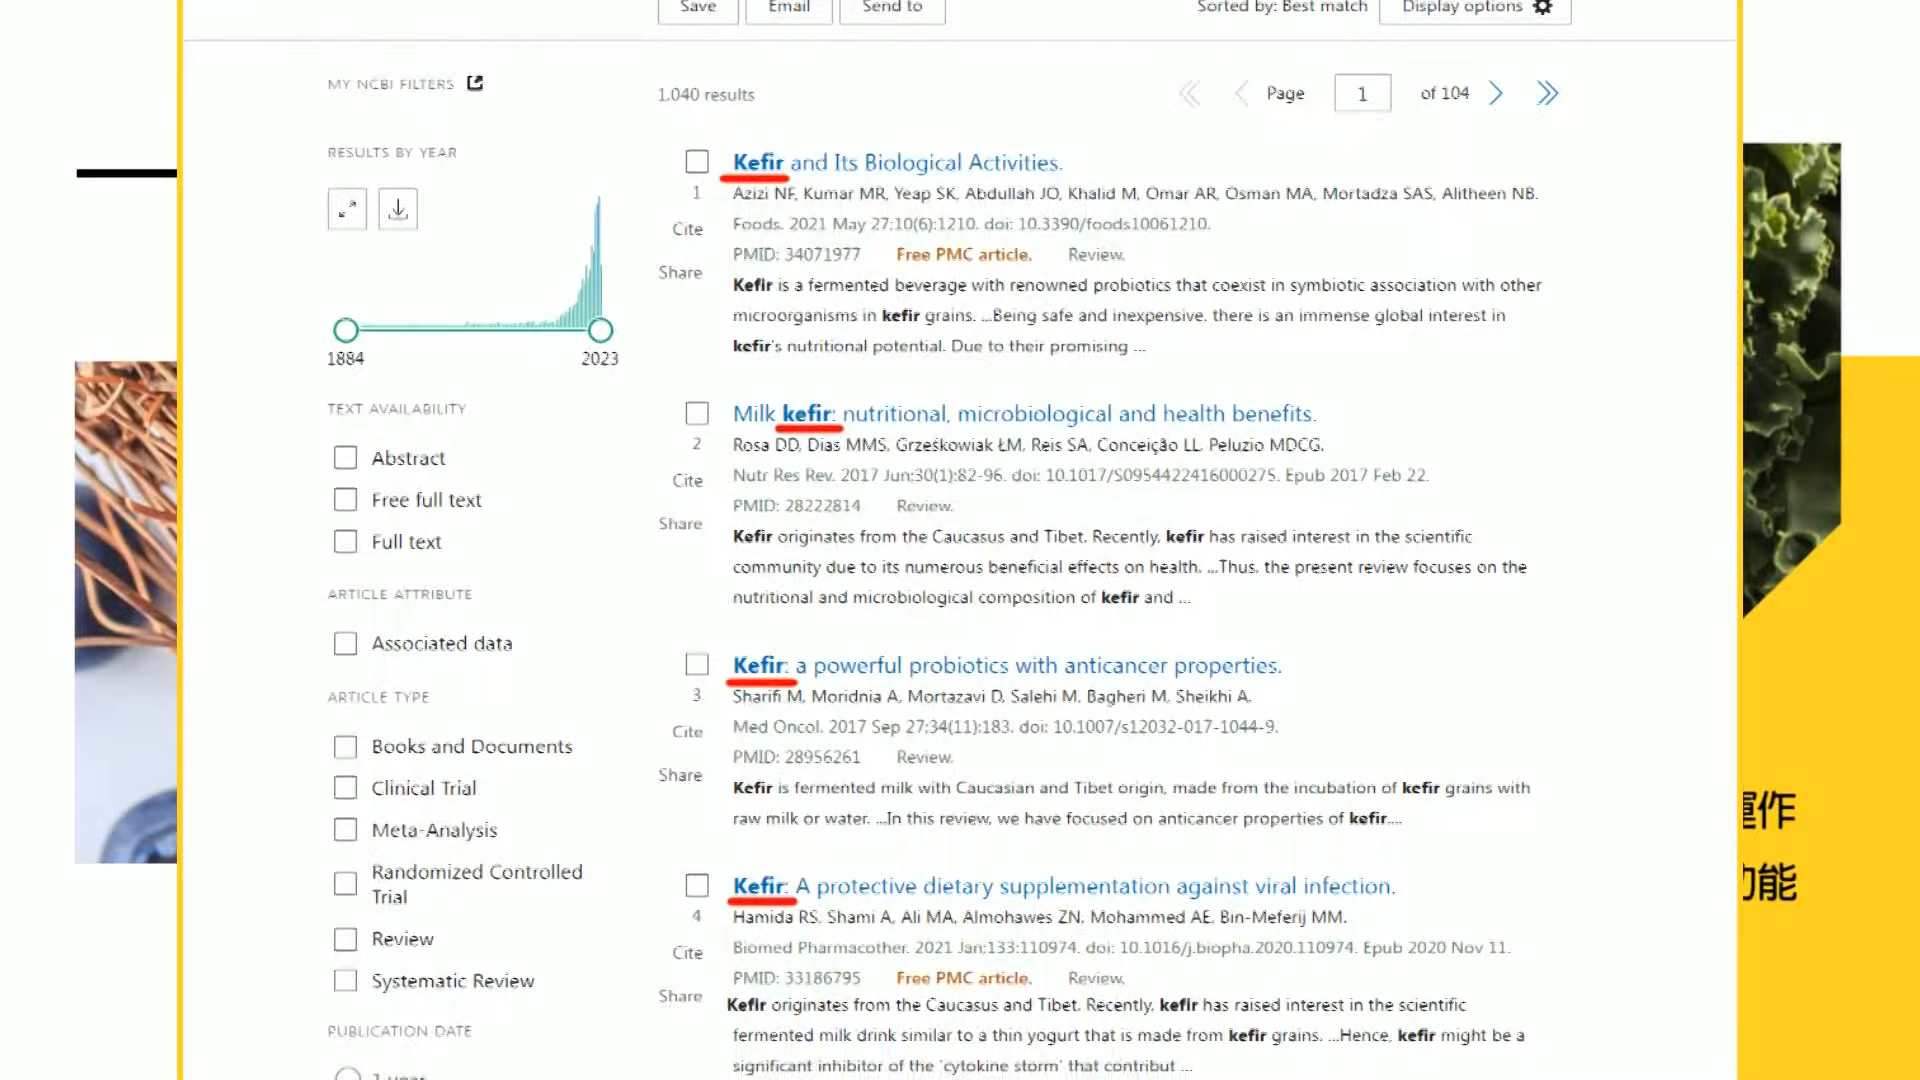 Save
Email
Send to
Sorted by: Best match
Display options
MY NCBI FILTERS
1,040 results
Page
1
of 104
RESULTS BY YEAR
1884
2023
TEXT AVAILABILITY
Abstract
Free full text
Full text
ARTICLE ATTRIBUTE
Associated data
ARTICLE TYPE
Books and Documents
Clinical Trial
Meta-Analysis
Randomized Controlled
Trial
Review
Systematic Review
PUBLICATION DATE
1 year
Kefir and Its Biological Activities.
1
Azizi NF, Kumar MR, Yeap SK, Abdullah JO, Khalid M, Omar AR, Osman MA, Mortadza SAS, Alitheen NB.
Cite
Foods. 2021 May 27;10(6):1210. doi: 10.3390/foods10061210.
PMID: 34071977 Free PMC article. Review.
Share
Kefir is a fermented beverage with renowned probiotics that coexist in symbiotic association with other
microorganisms in kefir grains. ...Being safe and inexpensive, there is an immense global interest in
kefir's nutritional potential. Due to their promising ...
Milk kefir: nutritional, microbiological and health benefits.
2
Rosa DD, Dias MMS, Grześkowiak ŁM, Reis SA, Conceição LL, Peluzio MDCG.
Cite
Nutr Res Rev. 2017 Jun;30(1):82-96. doi: 10.1017/S0954422416000275. Epub 2017 Feb 22.
PMID: 28222814 Review.
Share
Kefir originates from the Caucasus and Tibet. Recently, kefir has raised interest in the scientific
community due to its numerous beneficial effects on health. ...Thus, the present review focuses on the
nutritional and microbiological composition of kefir and ...
Kefir: a powerful probiotics with anticancer properties.
3
Sharifi M, Moridnia A, Mortazavi D, Salehi M, Bagheri M, Sheikhi A.
Cite
Med Oncol. 2017 Sep 27;34(11):183. doi: 10.1007/s12032-017-1044-9.
PMID: 28956261 Review.
Share
Kefir is fermented milk with Caucasian and Tibet origin, made from the incubation of kefir grains with
raw milk or water. ...In this review, we have focused on anticancer properties of kefir....
Kefir: A protective dietary supplementation against viral infection.
4
Hamida RS, Shami A, Ali MA, Almohawes ZN, Mohammed AE, Bin-Meferij MM.
Cite
Biomed Pharmacother. 2021 Jan;133:110974. doi: 10.1016/j.biopha.2020.110974. Epub 2020 Nov 11.
PMID: 33186795 Free PMC article. Review.
Share
Kefir originates from the Caucasus and Tibet. Recently, kefir has raised interest in the scientific
fermented milk drink similar to a thin yogurt that is made from kefir grains. ...Hence, kefir might be a
significant inhibitor of the 'cytokine storm' that contribut ...
運作
功能